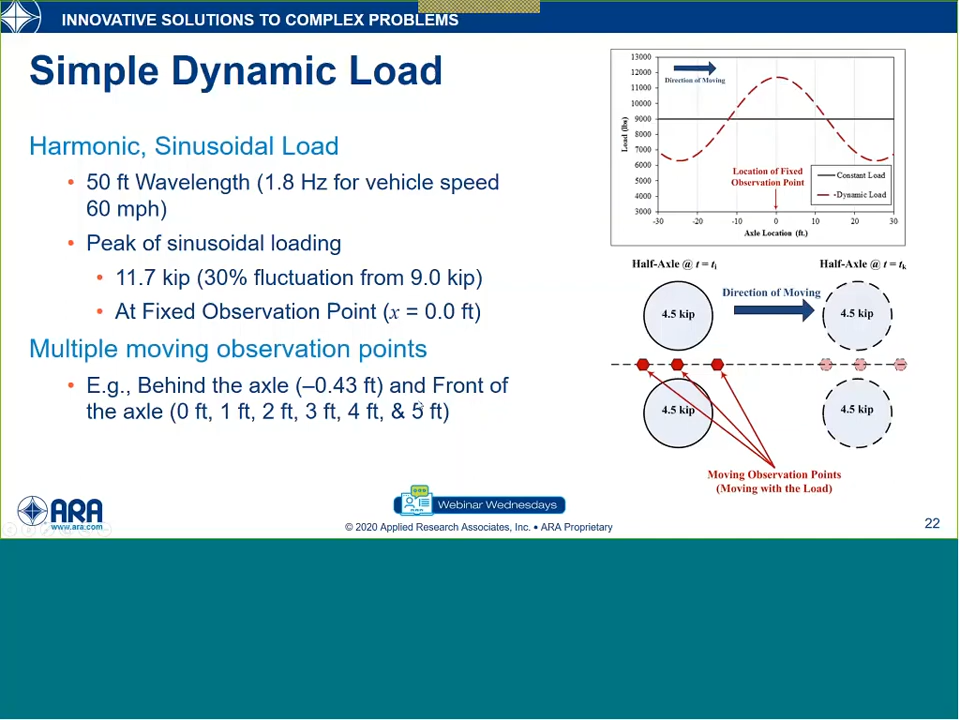 INNOVATIVE SOLUTIONS TO COMPLEX PROBLEMS
Simple Dynamic Load
Harmonic, Sinusoidal Load
• 50 ft Wavelength (1.8 Hz for vehicle speed
60 mph)
• Peak of sinusoidal loading
• 11.7 kip (30% fluctuation from 9.0 kip)
• At Fixed Observation Point (x = 0.0 ft)
Multiple moving observation points
• E.g., Behind the axle (–0.43 ft) and Front of
the axle (0 ft, 1 ft, 2 ft, 3 ft, 4 ft, & 5 ft)
13000
12000
11000
10000
9000
8000
7000
6000
5000
4000
3000
Load (lbs)
Direction of Moving
Location of Fixed
Observation Point
Constant Load
Dynamic Load
-30 -20 -10 0 10 20 30
Axle Location (ft.)
Half-Axle @ t = ti
Half-Axle @ t = tk
Direction of Moving
4.5 kip
4.5 kip
4.5 kip
4.5 kip
Moving Observation Points
(Moving with the Load)
ARA
www.ara.com
Webinar Wednesdays
© 2020 Applied Research Associates, Inc. • ARA Proprietary
22